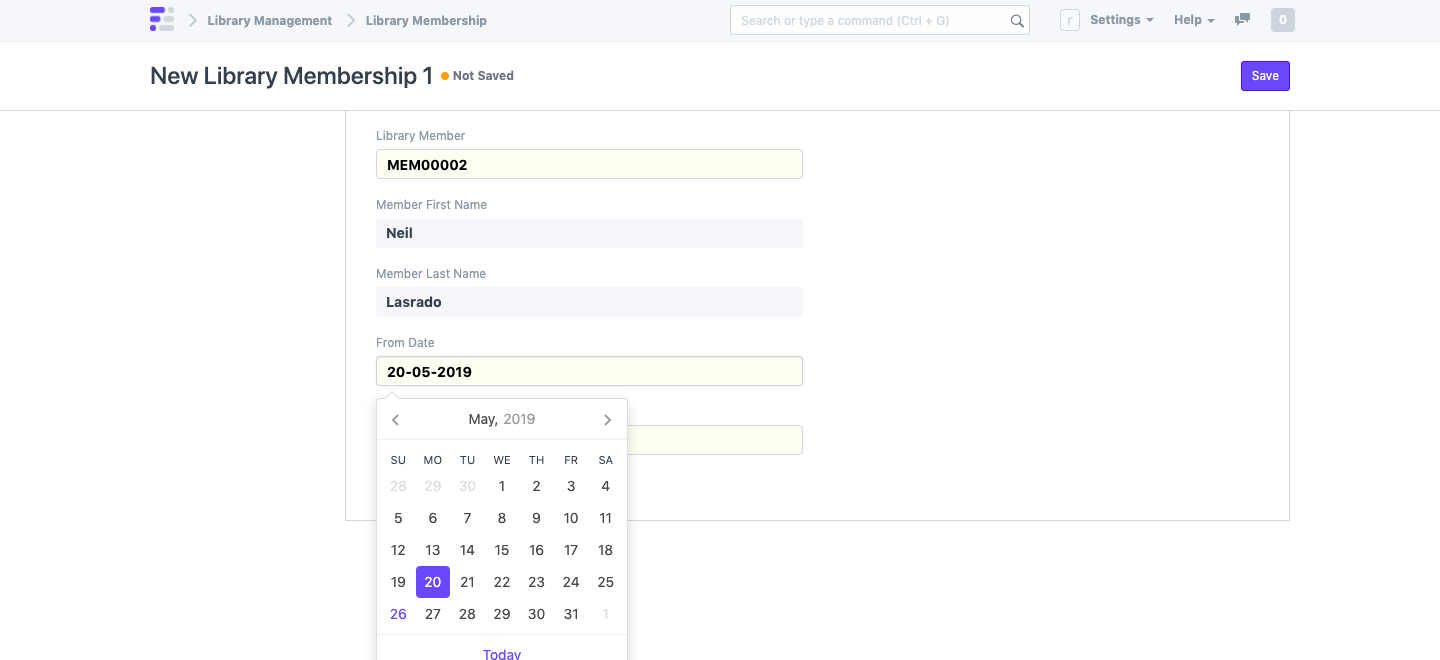 Library Management Library Membership Search or type a command (Ctrl + G) r Settings Help 0
New Library Membership 1 Not Saved Save
Library Member
MEM00002
Member First Name
Neil
Member Last Name
Lasrado
From Date
20-05-2019
May, 2019
SU MO TU WE TH FR SA
28 29 30 1 2 3 4
5 6 7 8 9 10 11
12 13 14 15 16 17 18
19 20 21 22 23 24 25
26 27 28 29 30 31 1
Today